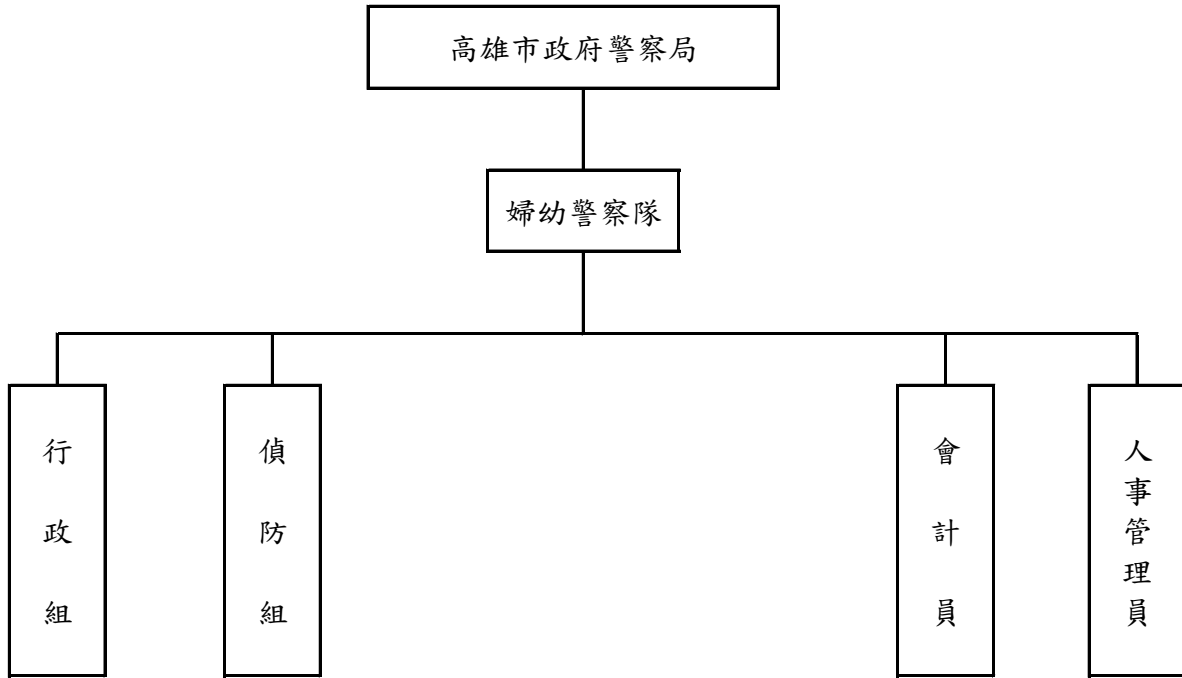 高雄市政府警察局
婦幼警察隊
行政組
偵防組
會計員
人事管理員